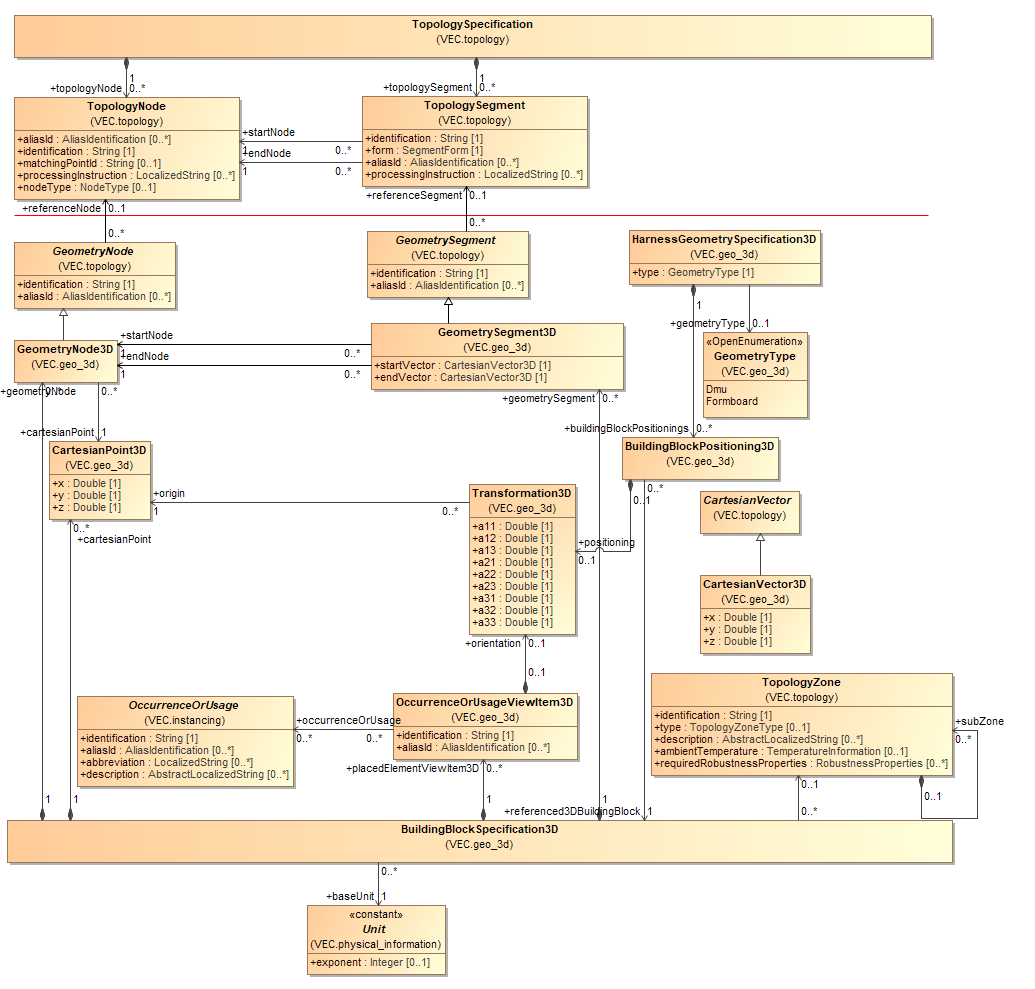 TopologySpecification
(VEC.topology)
1
+topologyNode 0..*
1
+topologySegment 0..*
TopologyNode
(VEC.topology)
+aliasId : AliasIdentification [0..*]
+identification : String [1]
+matchingPointId : String [0..1]
+processingInstruction : LocalizedString [0..*]
+nodeType : NodeType [0..1]
TopologySegment
(VEC.topology)
+identification : String [1]
+form : SegmentForm [1]
+aliasId : AliasIdentification [0..*]
+processingInstruction : LocalizedString [0..*]
+startNode
1
0..*
+endNode
1
0..*
+referenceNode 0..1
0..*
+referenceSegment 0..1
0..*
GeometryNode
(VEC.topology)
+identification : String [1]
+aliasId : AliasIdentification [0..*]
GeometrySegment
(VEC.topology)
+identification : String [1]
+aliasId : AliasIdentification [0..*]
HarnessGeometrySpecification3D
(VEC.geo_3d)
+type : GeometryType [1]
1
+geometryType 0..1
«OpenEnumeration»
GeometryType
(VEC.geo_3d)
Dmu
Formboard
GeometryNode3D
(VEC.geo_3d)
+startNode
1
0..*
+endNode
1
0..*
GeometrySegment3D
(VEC.geo_3d)
+startVector : CartesianVector3D [1]
+endVector : CartesianVector3D [1]
+geometryNode
0..*
0..*
+geometrySegment 0..*
+cartesianPoint 1
+buildingBlockPositionings 0..*
CartesianPoint3D
(VEC.geo_3d)
+x : Double [1]
+y : Double [1]
+z : Double [1]
BuildingBlockPositioning3D
(VEC.geo_3d)
0..*
0..1
+origin
1
0..*
Transformation3D
(VEC.geo_3d)
+a11 : Double [1]
+a12 : Double [1]
+a13 : Double [1]
+a21 : Double [1]
+a22 : Double [1]
+a23 : Double [1]
+a31 : Double [1]
+a32 : Double [1]
+a33 : Double [1]
CartesianVector
(VEC.topology)
0..*
+cartesianPoint
+positioning
0..1
CartesianVector3D
(VEC.geo_3d)
+x : Double [1]
+y : Double [1]
+z : Double [1]
+orientation 0..1
0..1
OccurrenceOrUsage
(VEC.instancing)
+identification : String [1]
+aliasId : AliasIdentification [0..*]
+abbreviation : LocalizedString [0..*]
+description : AbstractLocalizedString [0..*]
+occurrenceOrUsage
0..*
0..*
OccurrenceOrUsageViewItem3D
(VEC.geo_3d)
+identification : String [1]
+aliasId : AliasIdentification [0..*]
TopologyZone
(VEC.topology)
+identification : String [1]
+type : TopologyZoneType [0..1]
+description : AbstractLocalizedString [0..*]
+ambientTemperature : TemperatureInformation [0..1]
+requiredRobustnessProperties : RobustnessProperties [0..*]
+subZone
0..*
+placedElementViewItem3D 0..*
0..1
0..1
1
1
1
1
+referenced3DBuildingBlock 1
0..*
BuildingBlockSpecification3D
(VEC.geo_3d)
0..*
+baseUnit 1
«constant»
Unit
(VEC.physical_information)
+exponent : Integer [0..1]